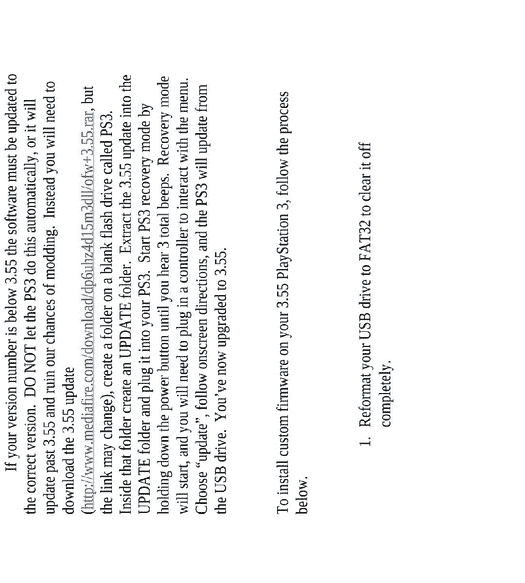 If your version number is below 3.55 the software must be updated to
the correct version.  DO NOT let the PS3 do this automatically, or it will
update past 3.55 and ruin our chances of modding.  Instead you will need to
download the 3.55 update
(http://www.mediafire.com/download/dp6uhz4d15m3dll/ofw+3.55.rar, but
the link may change), create a folder on a blank flash drive called PS3.
Inside that folder create an UPDATE folder.  Extract the 3.55 update into the
UPDATE folder and plug it into your PS3.  Start PS3 recovery mode by
holding down the power button until you hear 3 total beeps.  Recovery mode
will start, and you will need to plug in a controller to interact with the menu.
Choose “update”, follow onscreen directions, and the PS3 will update from
the USB drive.  You’ve now upgraded to 3.55.
To install custom firmware on your 3.55 PlayStation 3, follow the process
below.
1. Reformat your USB drive to FAT32 to clear it off
completely.